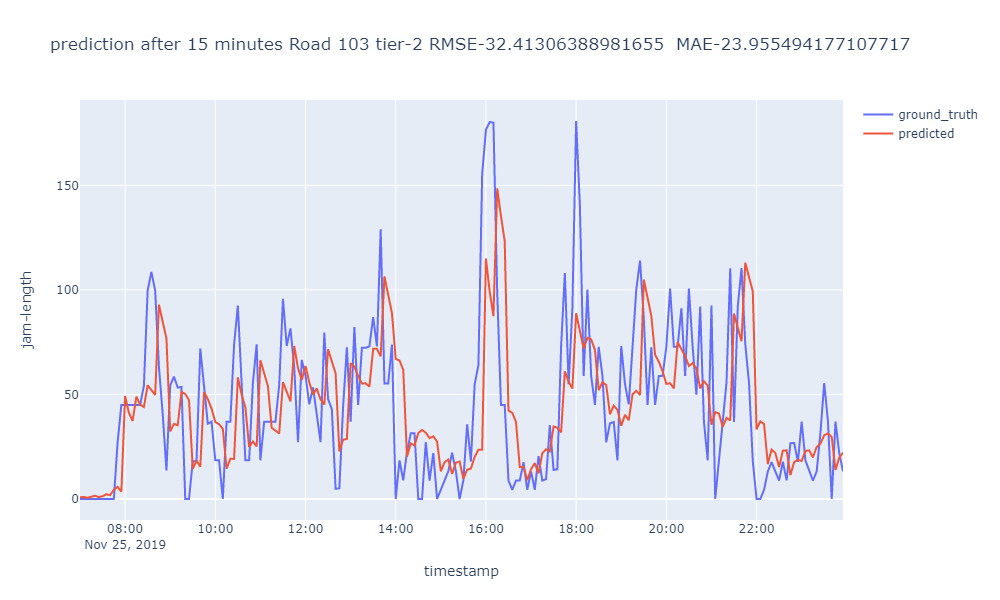 prediction after 15 minutes Road 103 tier-2 RMSE-32.41306388981655  MAE-23.955494177107717
ground_truth
predicted
150
100
50
0
jam-length
08:00 10:00 12:00 14:00 16:00 18:00 20:00 22:00
Nov 25, 2019
timestamp